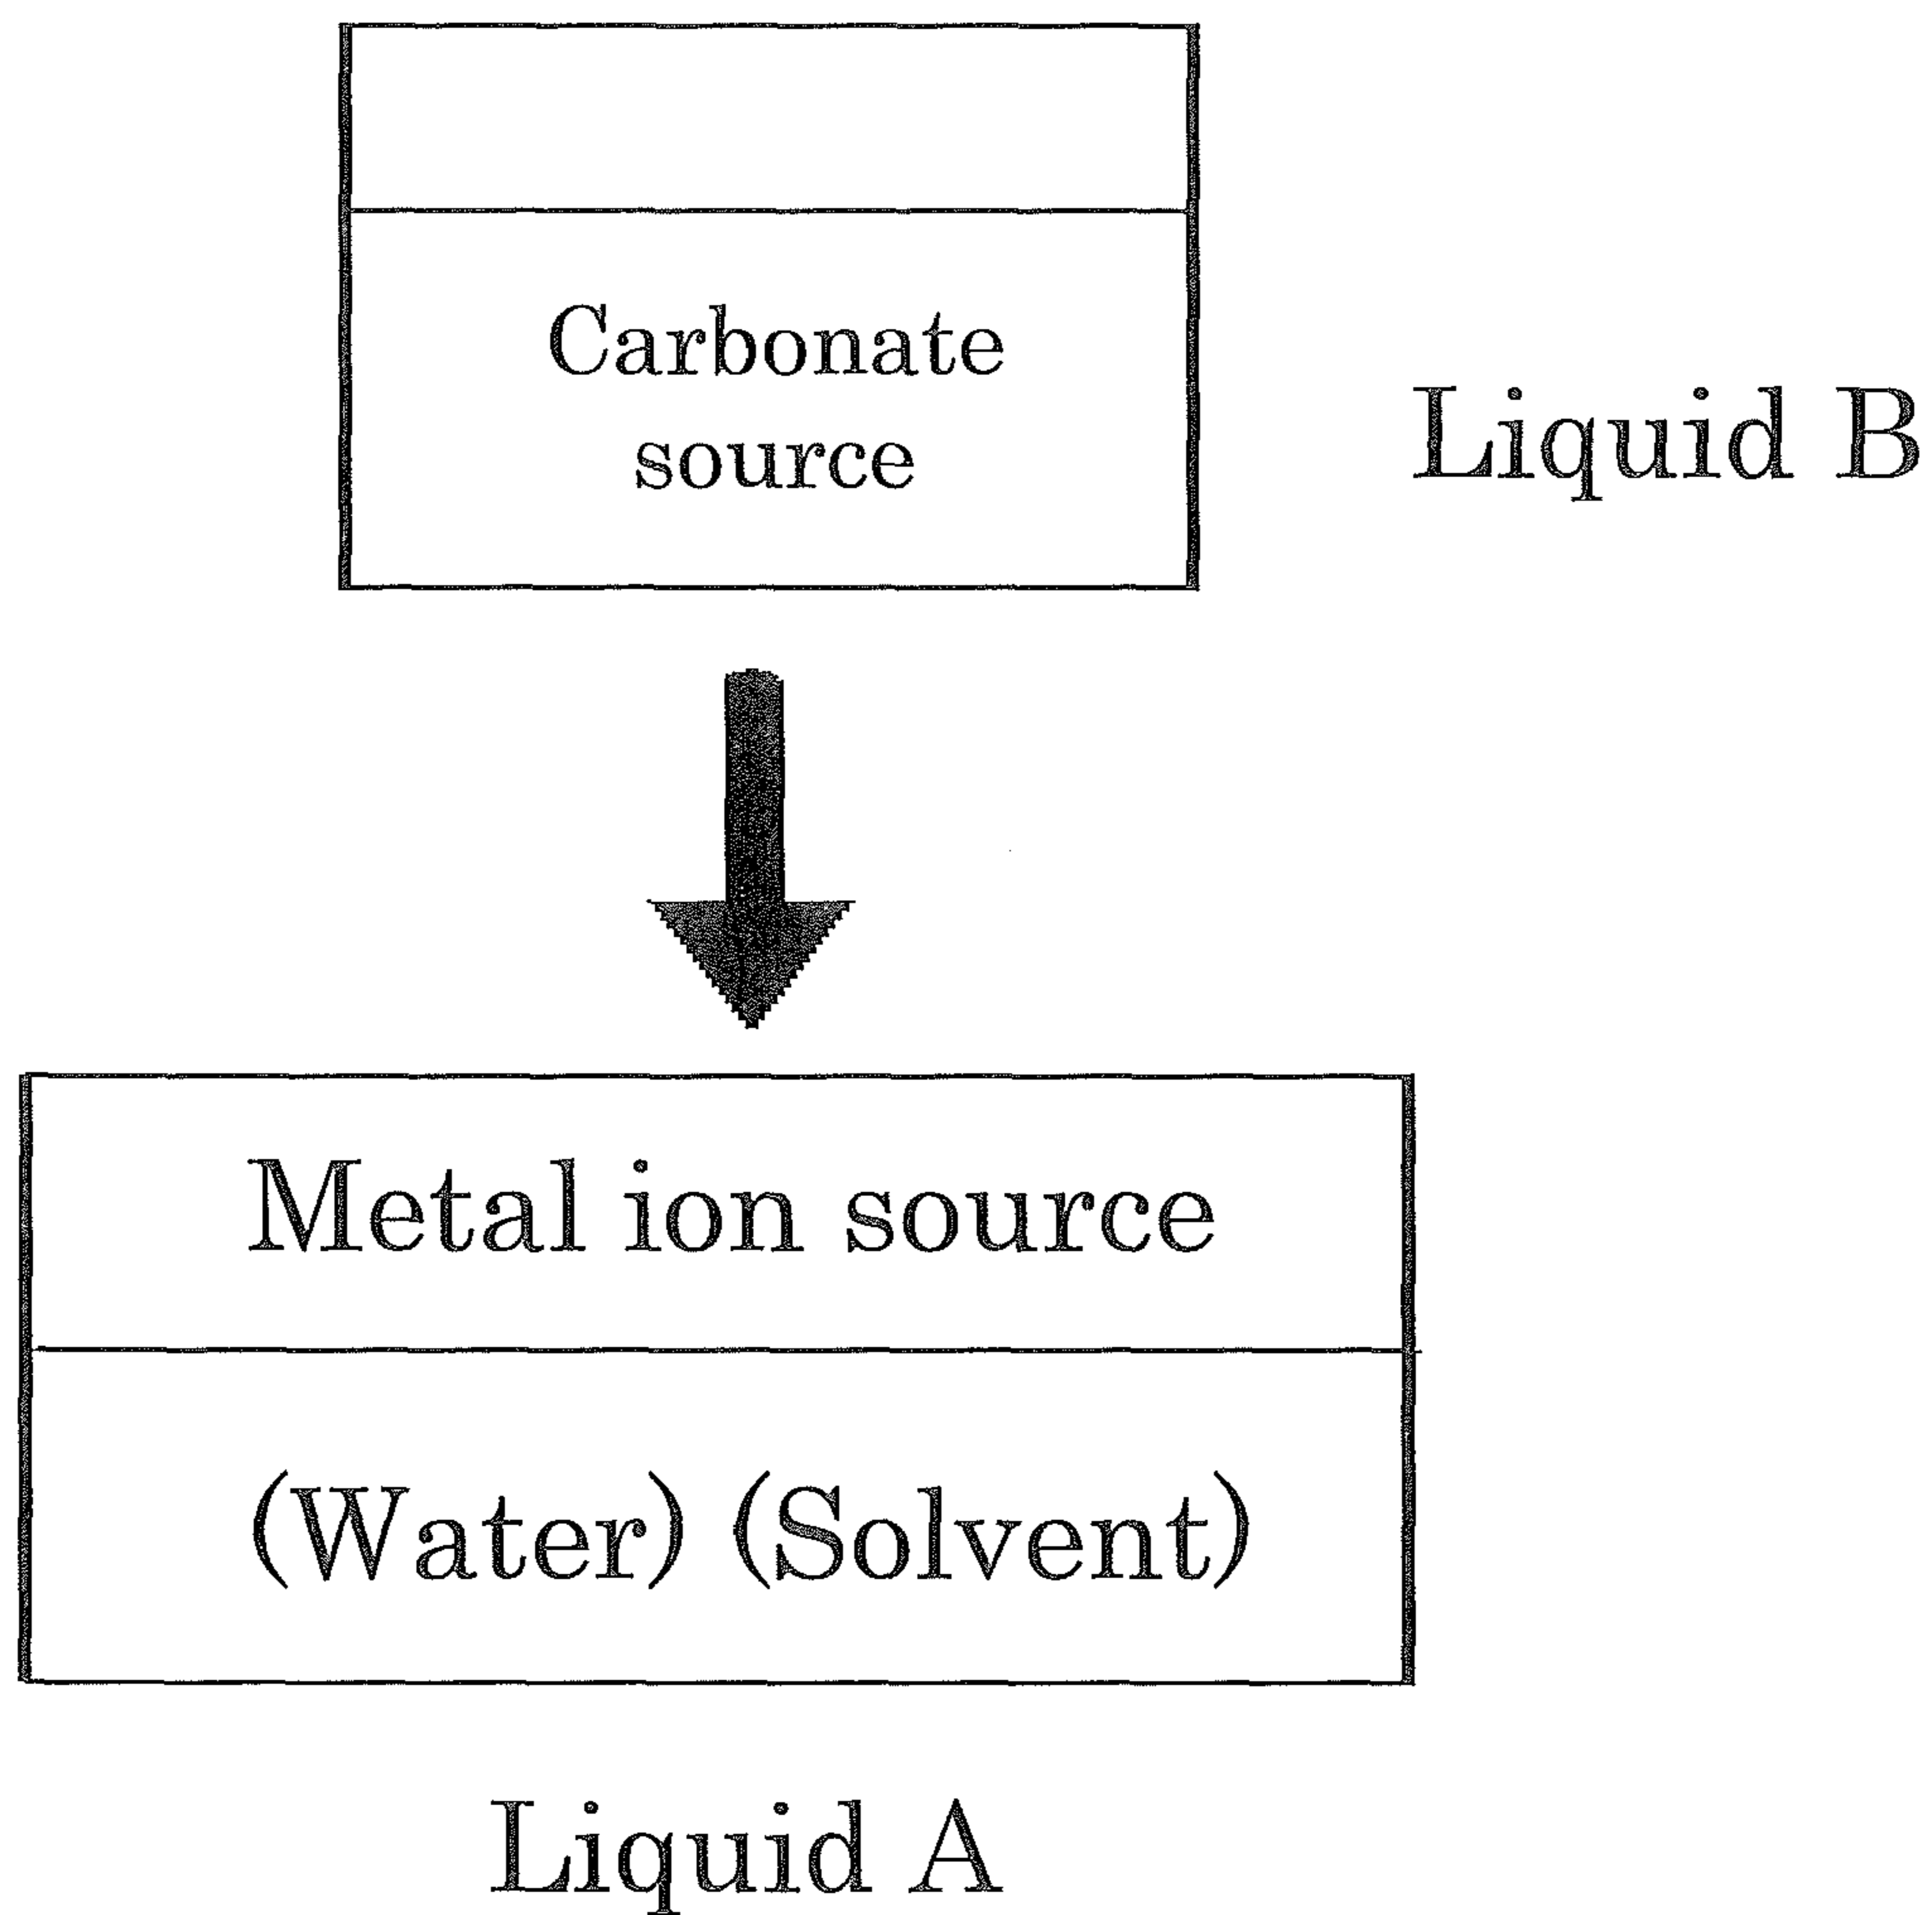 Carbonate
source
Liquid B
Metal ion source
(Water) (Solvent)
Liquid A